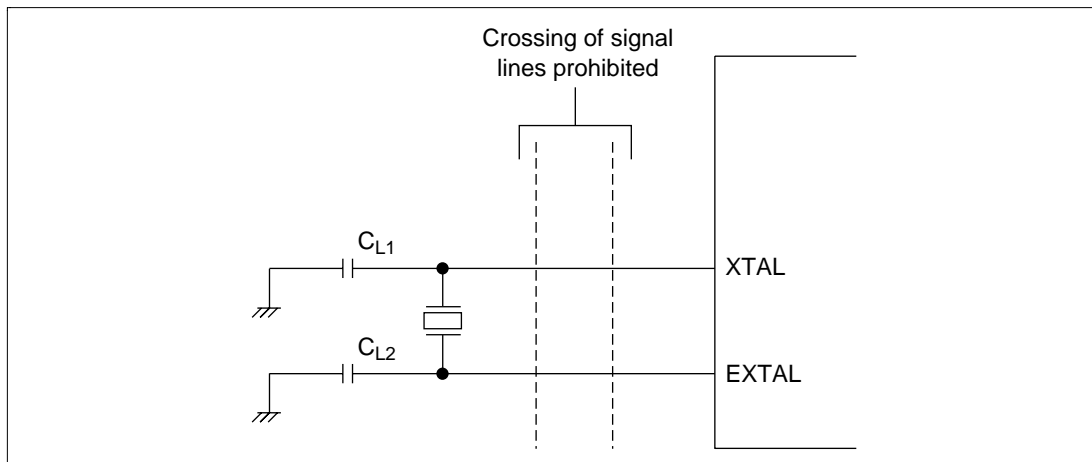 Crossing of signal
lines prohibited
CL1
XTAL
CL2
EXTAL